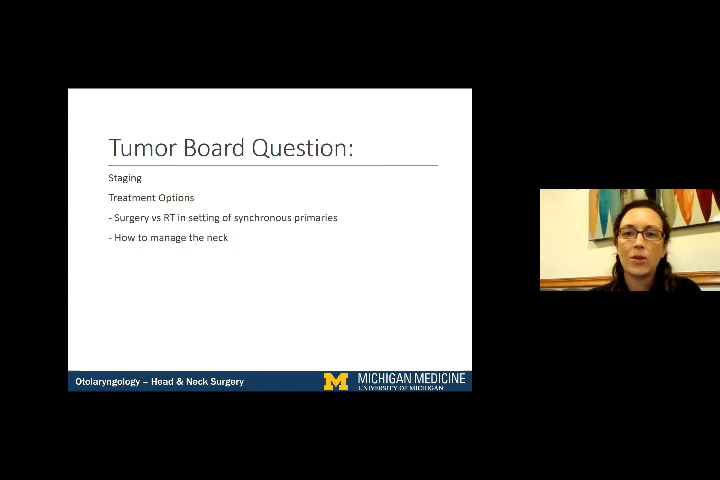 Tumor Board Question:
Staging
Treatment Options
- Surgery vs RT in setting of synchronous primaries
- How to manage the neck
Otolaryngology – Head & Neck Surgery
M
MICHIGAN MEDICINE
UNIVERSITY OF MICHIGAN